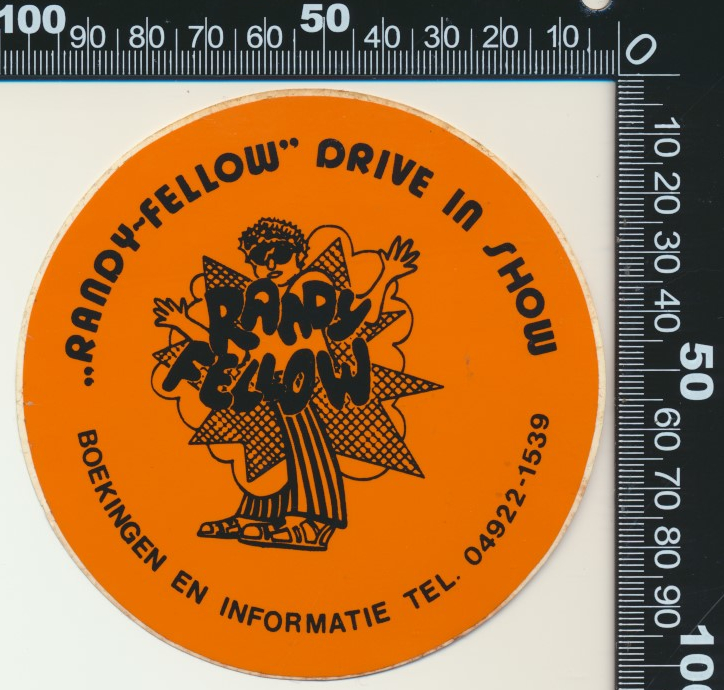 100 90 80 70 60 50 40 30 20 10 0
10 20 30 40 50 60 70 80 90 100
„RANDY-FELLOW” DRIVE IN SHOW
RANDY
FELLOW
BOEKINGEN EN INFORMATIE TEL. 04922-1539